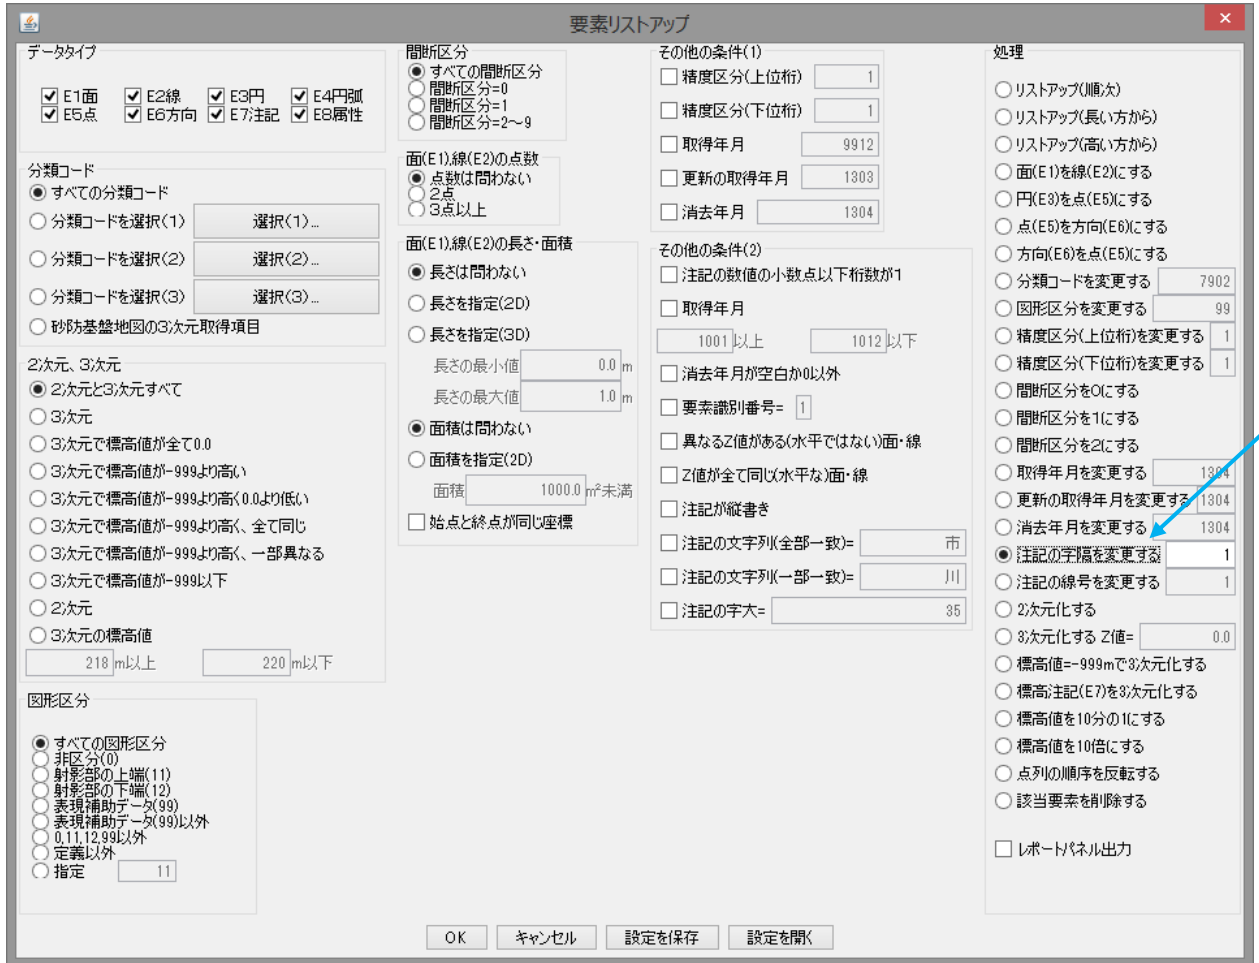 要素リストアップ
データタイプ
E1面 E2線 E3円 E4円弧
E5点 E6方向 E7注記 E8属性
分類コード
すべての分類コード
分類コードを選択(1) 選択(1)...
分類コードを選択(2) 選択(2)...
分類コードを選択(3) 選択(3)...
砂防基盤地図の3次元取得項目
2次元、3次元
2次元と3次元すべて
3次元
3次元で標高値が全て0.0
3次元で標高値が-999より高い
3次元で標高値が-999より高く0.0より低い
3次元で標高値が-999より高く、全て同じ
3次元で標高値が-999より高く、一部異なる
3次元で標高値が-999以下
2次元
3次元の標高値
218 m以上 220 m以下
図形区分
すべての図形区分
非区分(0)
射影部の上端(11)
射影部の下端(12)
表現補助データ(99)
表現補助データ(99)以外
0,11,12,99以外
定義以外
指定 11
間断区分
すべての間断区分
間断区分=0
間断区分=1
間断区分=2～9
面(E1),線(E2)の点数
点数は問わない
2点
3点以上
面(E1),線(E2)の長さ・面積
長さは問わない
長さを指定(2D)
長さを指定(3D)
長さの最小値 0.0 m
長さの最大値 1.0 m
面積は問わない
面積を指定(2D)
面積 1000.0 m²未満
始点と終点が同じ座標
その他の条件(1)
精度区分(上位桁) 1
精度区分(下位桁) 1
取得年月 9912
更新の取得年月 1303
消去年月 1304
その他の条件(2)
注記の数値の小数点以下桁数が1
取得年月
1001 以上 1012 以下
消去年月が空白か0以外
要素識別番号= 1
異なるZ値がある(水平ではない)面・線
Z値が全て同じ(水平な)面・線
注記が縦書き
注記の文字列(全部一致)= 市
注記の文字列(一部一致)= 川
注記の字大= 35
処理
リストアップ(順次)
リストアップ(長い方から)
リストアップ(高い方から)
面(E1)を線(E2)にする
円(E3)を点(E5)にする
点(E5)を方向(E6)にする
方向(E6)を点(E5)にする
分類コードを変更する 7902
図形区分を変更する 99
精度区分(上位桁)を変更する 1
精度区分(下位桁)を変更する 1
間断区分を0にする
間断区分を1にする
間断区分を2にする
取得年月を変更する 1304
更新の取得年月を変更する 1304
消去年月を変更する 1304
注記の字隔を変更する 1
注記の線号を変更する 1
2次元化する
3次元化する Z値= 0.0
標高値=-999mで3次元化する
標高注記(E7)を3次元化する
標高値を10分の1にする
標高値を10倍にする
点列の順序を反転する
該当要素を削除する
レポートパネル出力
OK キャンセル 設定を保存 設定を開く